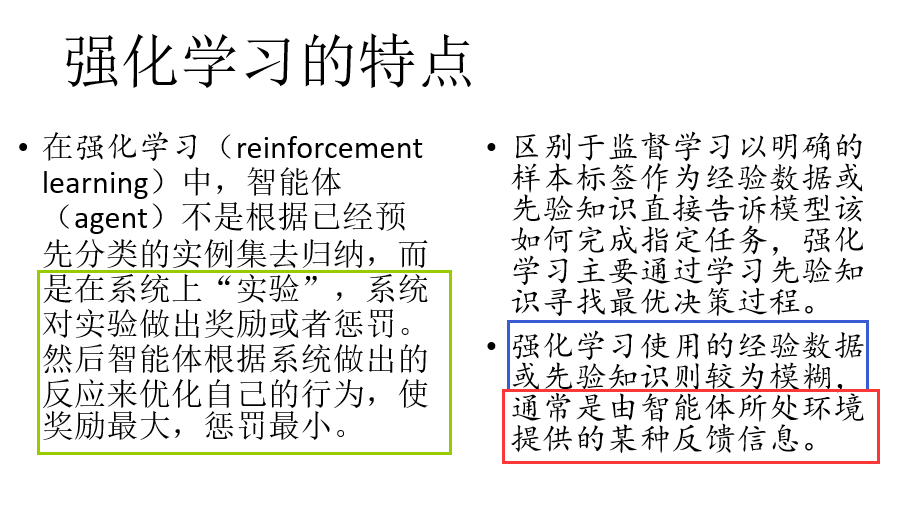 强化学习的特点
• 在强化学习（reinforcement
learning）中，智能体
（agent）不是根据已经预
先分类的实例集去归纳，而
是在系统上“实验”，系统
对实验做出奖励或者惩罚。
然后智能体根据系统做出的
反应来优化自己的行为，使
奖励最大，惩罚最小。
• 区别于监督学习以明确的
样本标签作为经验数据或
先验知识直接告诉模型该
如何完成指定任务，强化
学习主要通过学习先验知
识寻找最优决策过程。
• 强化学习使用的经验数据
或先验知识则较为模糊，
通常是由智能体所处环境
提供的某种反馈信息。